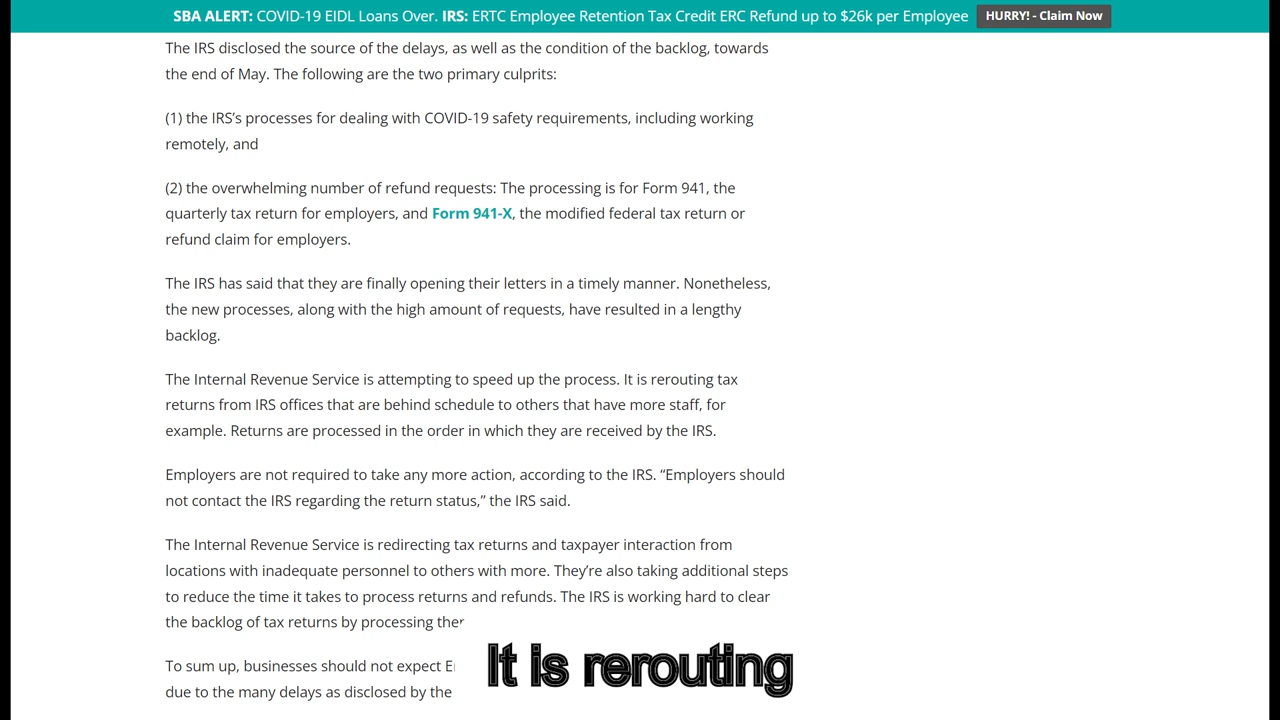 SBA ALERT: COVID-19 EIDL Loans Over. IRS: ERTC Employee Retention Tax Credit ERC Refund up to $26k per Employee HURRY! - Claim Now
The IRS disclosed the source of the delays, as well as the condition of the backlog, towards
the end of May. The following are the two primary culprits:
(1) the IRS’s processes for dealing with COVID-19 safety requirements, including working
remotely, and
(2) the overwhelming number of refund requests: The processing is for Form 941, the
quarterly tax return for employers, and Form 941-X, the modified federal tax return or
refund claim for employers.
The IRS has said that they are finally opening their letters in a timely manner. Nonetheless,
the new processes, along with the high amount of requests, have resulted in a lengthy
backlog.
The Internal Revenue Service is attempting to speed up the process. It is rerouting tax
returns from IRS offices that are behind schedule to others that have more staff, for
example. Returns are processed in the order in which they are received by the IRS.
Employers are not required to take any more action, according to the IRS. “Employers should
not contact the IRS regarding the return status,” the IRS said.
The Internal Revenue Service is redirecting tax returns and taxpayer interaction from
locations with inadequate personnel to others with more. They’re also taking additional steps
to reduce the time it takes to process returns and refunds. The IRS is working hard to clear
the backlog of tax returns by processing
To sum up, businesses should not expect
due to the many delays as disclosed by the
It is rerouting